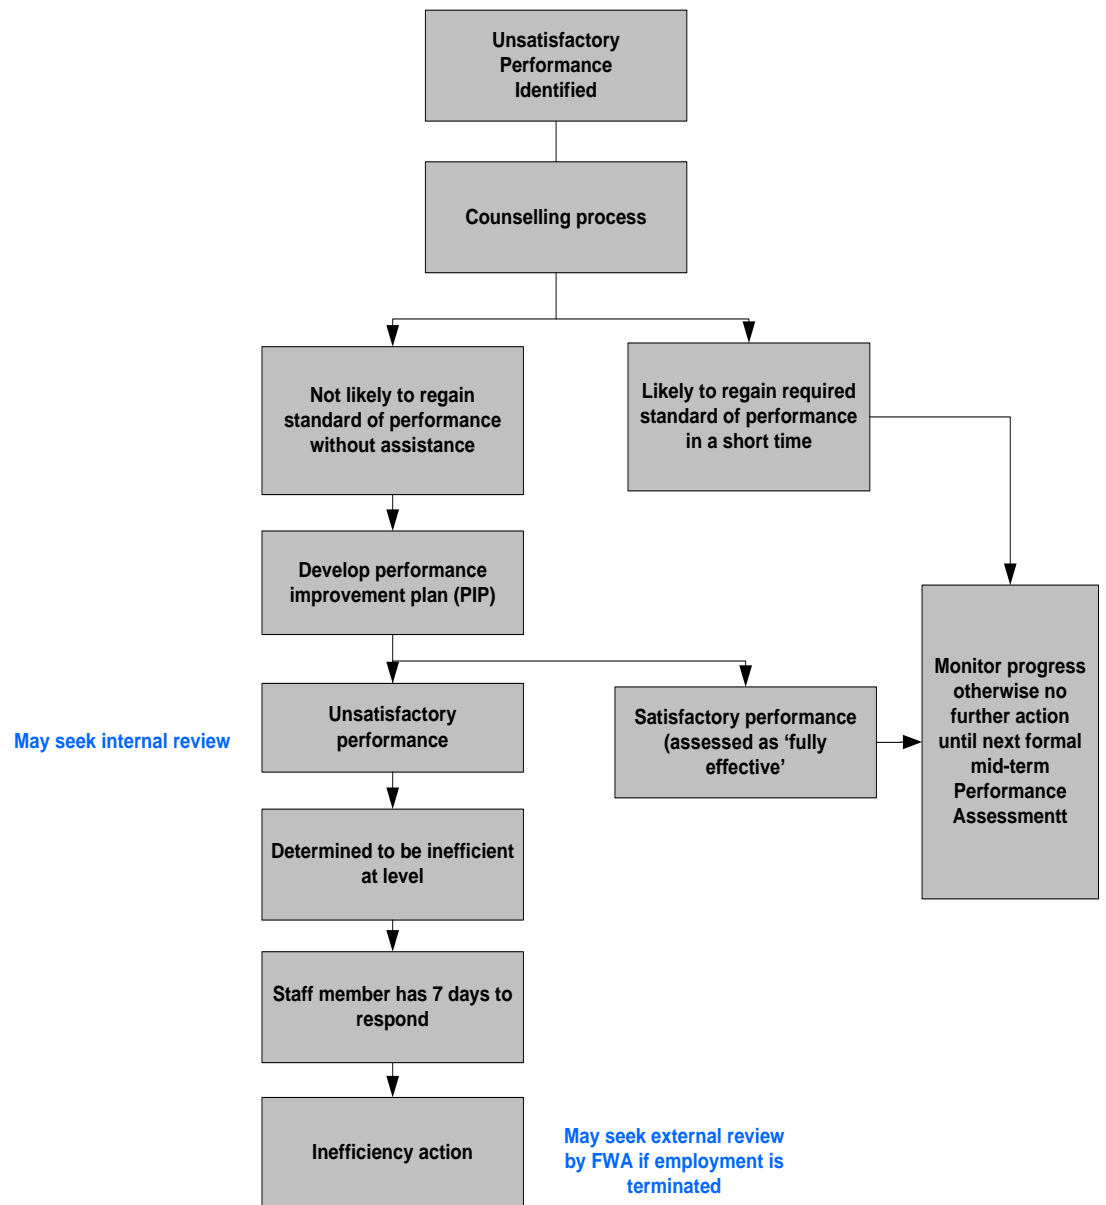 Unsatisfactory
Performance
Identified
Counselling process
Not likely to regain
standard of performance
without assistance
Likely to regain required
standard of performance
in a short time
Develop performance
improvement plan (PIP)
Monitor progress
otherwise no
further action
until next formal
mid-term
Performance
Assessmentt
May seek internal review
Unsatisfactory
performance
Satisfactory performance
(assessed as ‘fully
effective’
Determined to be inefficient
at level
Staff member has 7 days to
respond
Inefficiency action
May seek external review
by FWA if employment is
terminated